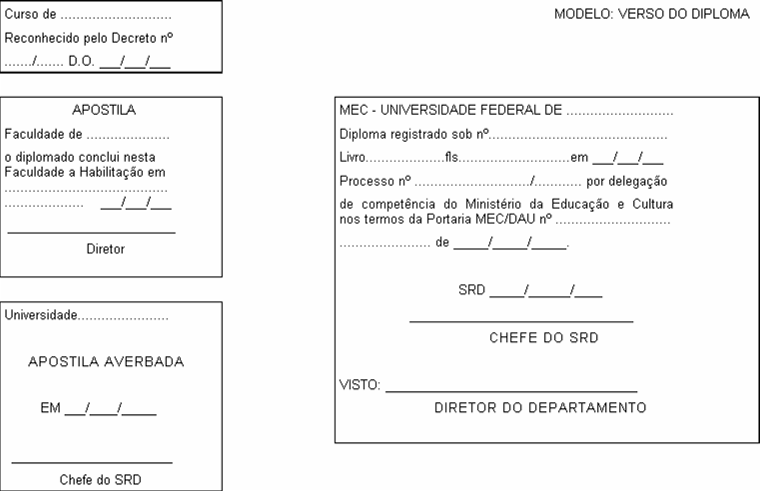 MODELO: VERSO DO DIPLOMA
Curso de ............................
Reconhecido pelo Decreto nº
......./....... D.O. ___/___/___
APOSTILA
Faculdade de .....................
o diplomado conclui nesta
Faculdade a Habilitação em
.........................................
.................... ___/___/___
Diretor
Universidade.......................
APOSTILA AVERBADA
EM ___/____/_____
Chefe do SRD
MEC - UNIVERSIDADE FEDERAL DE ...........................
Diploma registrado sob nº.............................................
Livro....................fls............................em ___/___/___
Processo nº ............................./............ por delegação
de competência do Ministério da Educação e Cultura
nos termos da Portaria MEC/DAU nº .............................
....................... de _____/_____/_____.
SRD _____/______/____
CHEFE DO SRD
VISTO: ____________________________________
DIRETOR DO DEPARTAMENTO